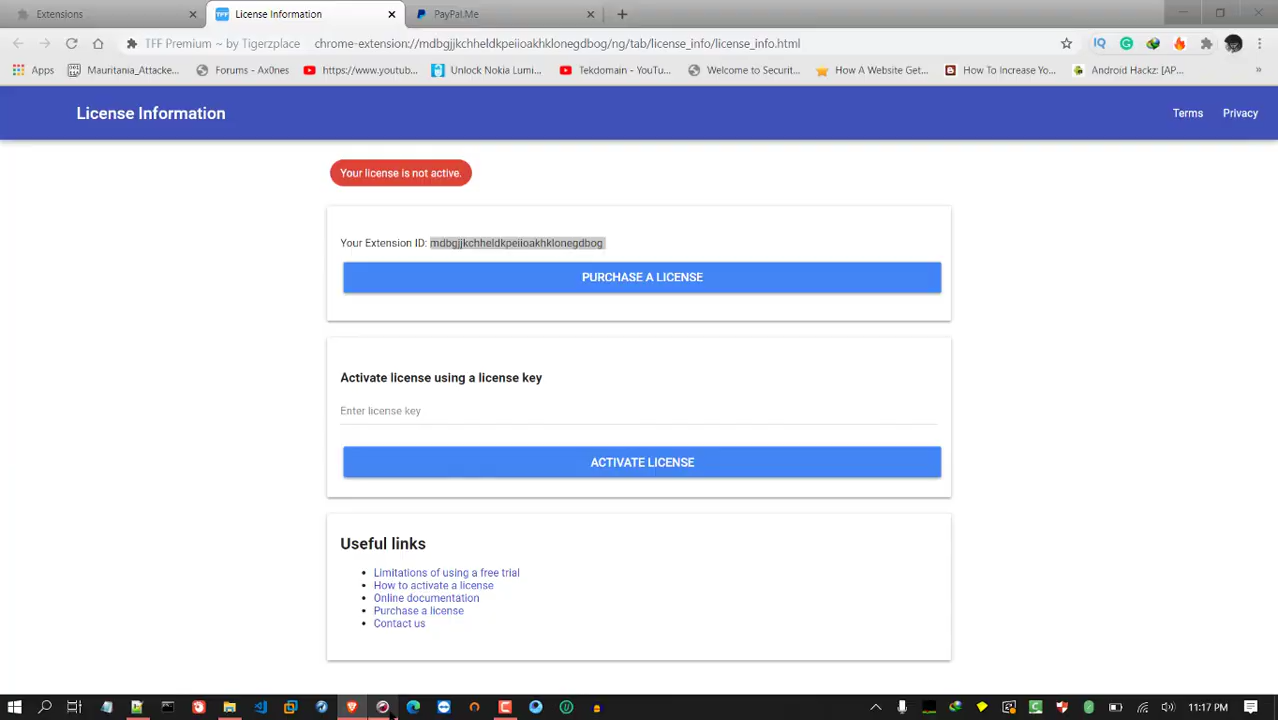 Extensions
License Information
PayPal.Me
TFF Premium ~ by Tigerzplace chrome-extension://mdbgjjkchheldkpeiioakhklonegdbog/ng/tab/license_info/license_info.html
Apps Mauritania_Attacke... Forums - Ax0nes https://www.youtub... Unlock Nokia Lumi... Tekdomain - YouTu... Welcome to Securit... How A Website Get... How To Increase Yo... Android Hackz: [AP...
License Information
Terms Privacy
Your license is not active.
Your Extension ID: mdbgjjkchheldkpeiioakhklonegdbog
PURCHASE A LICENSE
Activate license using a license key
Enter license key
ACTIVATE LICENSE
Useful links
Limitations of using a free trial
How to activate a license
Online documentation
Purchase a license
Contact us
11:17 PM